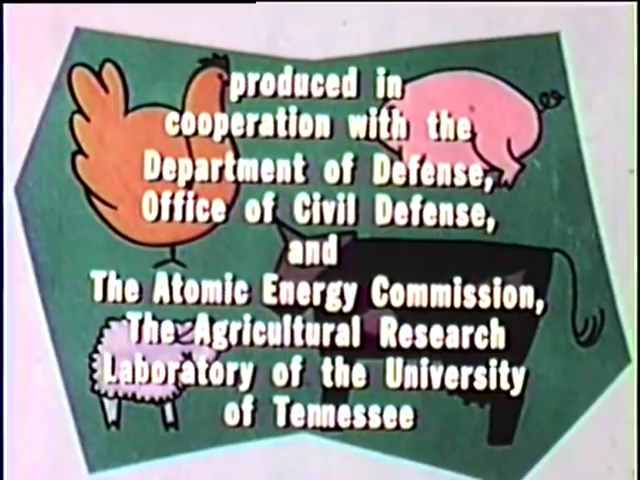 produced in
cooperation with the
Department of Defense,
Office of Civil Defense,
and
The Atomic Energy Commission,
The Agricultural Research
Laboratory of the University
of Tennessee